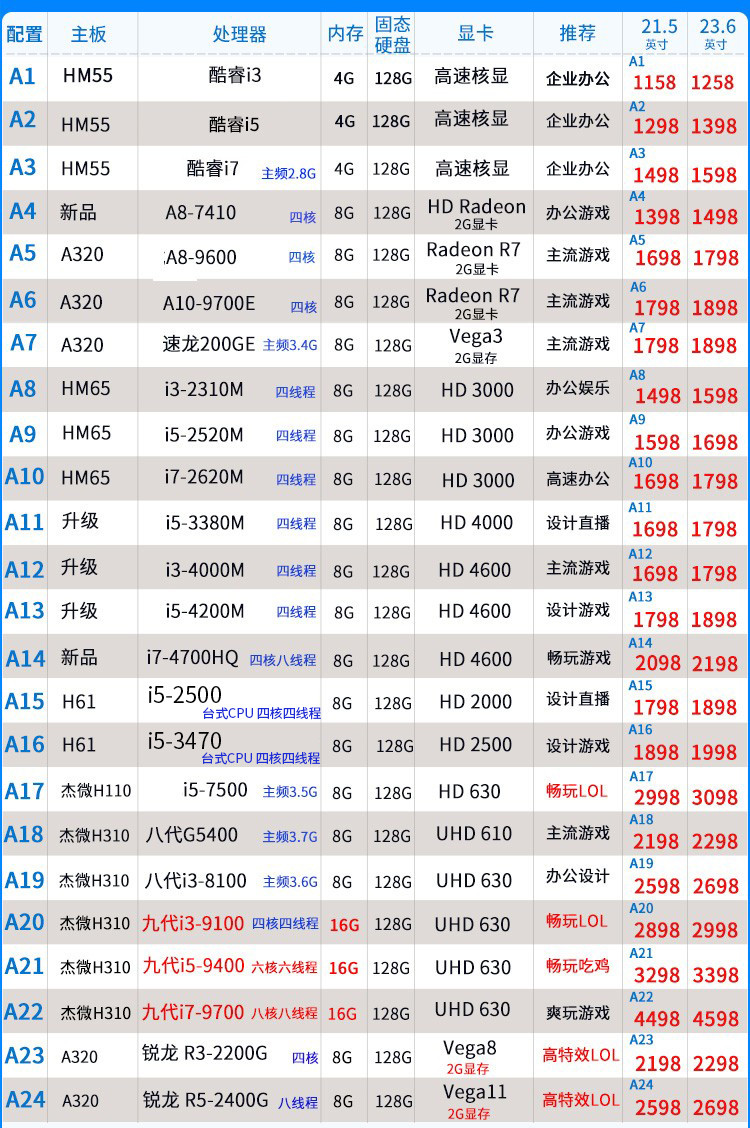 配置 主板 处理器 内存 固态硬盘 显卡 推荐 21.5英寸 23.6英寸
A1 HM55 酷睿i3 4G 128G 高速核显 企业办公 A1 1158 1258
A2 HM55 酷睿i5 4G 128G 高速核显 企业办公 A2 1298 1398
A3 HM55 酷睿i7 主频2.8G 4G 128G 高速核显 企业办公 A3 1498 1598
A4 新品 A8-7410 四核 8G 128G HD Radeon 2G显卡 办公游戏 A4 1398 1498
A5 A320 A8-9600 四核 8G 128G Radeon R7 2G显卡 主流游戏 A5 1698 1798
A6 A320 A10-9700E 四核 8G 128G Radeon R7 2G显卡 主流游戏 A6 1798 1898
A7 A320 速龙200GE 主频3.4G 8G 128G Vega3 2G显存 主流游戏 A7 1798 1898
A8 HM65 i3-2310M 四线程 8G 128G HD 3000 办公娱乐 A8 1498 1598
A9 HM65 i5-2520M 四线程 8G 128G HD 3000 办公游戏 A9 1598 1698
A10 HM65 i7-2620M 四线程 8G 128G HD 3000 高速办公 A10 1698 1798
A11 升级 i5-3380M 四线程 8G 128G HD 4000 设计直播 A11 1698 1798
A12 升级 i3-4000M 四线程 8G 128G HD 4600 主流游戏 A12 1698 1798
A13 升级 i5-4200M 四线程 8G 128G HD 4600 设计游戏 A13 1798 1898
A14 新品 i7-4700HQ 四核八线程 8G 128G HD 4600 畅玩游戏 A14 2098 2198
A15 H61 i5-2500 台式CPU 四核四线程 8G 128G HD 2000 设计直播 A15 1798 1898
A16 H61 i5-3470 台式CPU 四核四线程 8G 128G HD 2500 设计游戏 A16 1898 1998
A17 杰微H110 i5-7500 主频3.5G 8G 128G HD 630 畅玩LOL A17 2998 3098
A18 杰微H310 八代G5400 主频3.7G 8G 128G UHD 610 主流游戏 A18 2198 2298
A19 杰微H310 八代i3-8100 主频3.6G 8G 128G UHD 630 办公设计 A19 2598 2698
A20 杰微H310 九代i3-9100 四核四线程 16G 128G UHD 630 畅玩LOL A20 2898 2998
A21 杰微H310 九代i5-9400 六核六线程 16G 128G UHD 630 畅玩吃鸡 A21 3298 3398
A22 杰微H310 九代i7-9700 八核八线程 16G 128G UHD 630 爽玩游戏 A22 4498 4598
A23 A320 锐龙 R3-2200G 四核 8G 128G Vega8 2G显存 高特效LOL A23 2198 2298
A24 A320 锐龙 R5-2400G 八线程 8G 128G Vega11 2G显存 高特效LOL A24 2598 2698